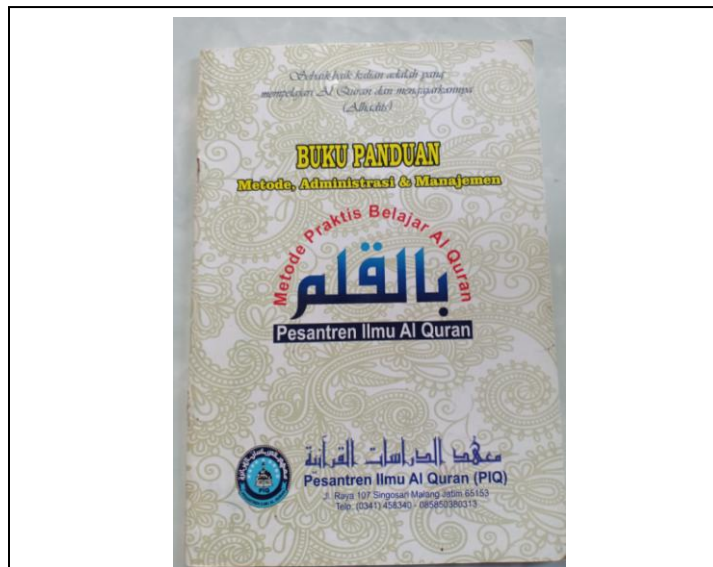 Sebaik baik kalian adalah yang
mempelajari Al Quran dan mengajarkannya
(Alhadits)
BUKU PANDUAN
Metode, Administrasi & Manajemen
Metode Praktis Belajar Al Quran
بالقلم
Pesantren Ilmu Al Quran
معهد الدراسات القرآنية
Pesantren Ilmu Al Quran (PIQ)
Jl. Raya 107 Singosari Malang Jatim 65153
Telp. (0341) 458340 - 085850380313